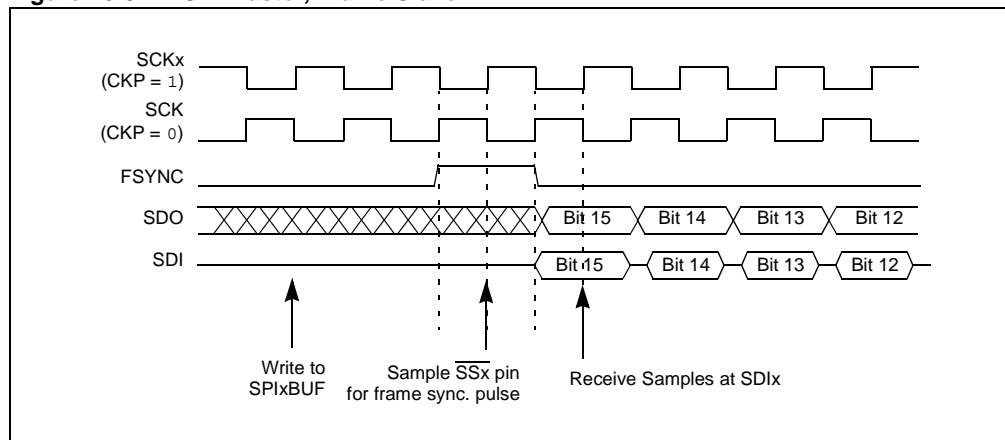 SCKx
(CKP = 1)
SCK
(CKP = 0)
FSYNC
SDO
Bit 15
Bit 14
Bit 13
Bit 12
SDI
Bit 15
Bit 14
Bit 13
Bit 12
Write to
SPIxBUF
Sample SSx pin
for frame sync. pulse
Receive Samples at SDIx